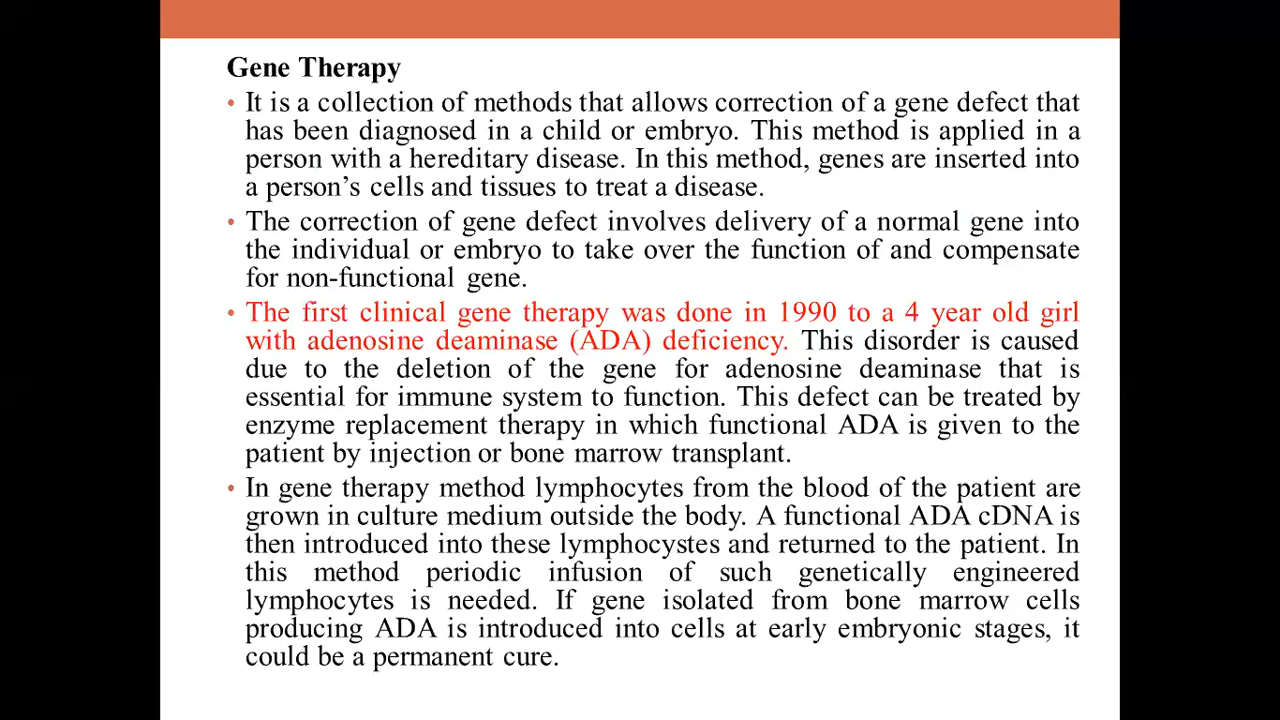 Gene Therapy
• It is a collection of methods that allows correction of a gene defect that
has been diagnosed in a child or embryo. This method is applied in a
person with a hereditary disease. In this method, genes are inserted into
a person’s cells and tissues to treat a disease.
• The correction of gene defect involves delivery of a normal gene into
the individual or embryo to take over the function of and compensate
for non-functional gene.
• The first clinical gene therapy was done in 1990 to a 4 year old girl
with adenosine deaminase (ADA) deficiency. This disorder is caused
due to the deletion of the gene for adenosine deaminase that is
essential for immune system to function. This defect can be treated by
enzyme replacement therapy in which functional ADA is given to the
patient by injection or bone marrow transplant.
• In gene therapy method lymphocytes from the blood of the patient are
grown in culture medium outside the body. A functional ADA cDNA is
then introduced into these lymphocystes and returned to the patient. In
this method periodic infusion of such genetically engineered
lymphocytes is needed. If gene isolated from bone marrow cells
producing ADA is introduced into cells at early embryonic stages, it
could be a permanent cure.